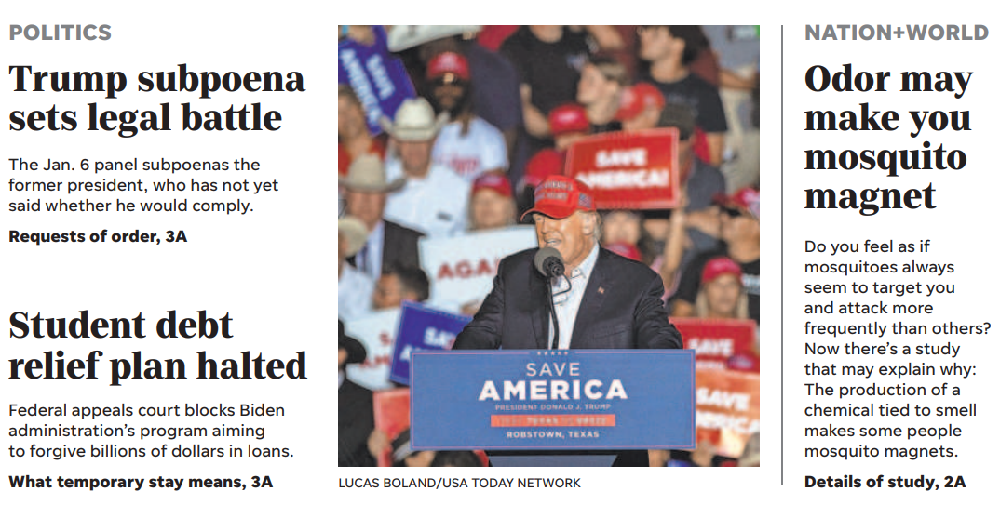 POLITICS
Trump subpoena
sets legal battle
The Jan. 6 panel subpoenas the
former president, who has not yet
said whether he would comply.
Requests of order, 3A
Student debt
relief plan halted
Federal appeals court blocks Biden
administration’s program aiming
to forgive billions of dollars in loans.
What temporary stay means, 3A
SAVE
AMERICA!
SAVE
AMERICA!
AGAIN
SAVE
SAVE
SAVE
AMERICA
PRESIDENT DONALD J. TRUMP
ROBSTOWN, TEXAS
LUCAS BOLAND/USA TODAY NETWORK
NATION+WORLD
Odor may
make you
mosquito
magnet
Do you feel as if
mosquitoes always
seem to target you
and attack more
frequently than others?
Now there’s a study
that may explain why:
The production of a
chemical tied to smell
makes some people
mosquito magnets.
Details of study, 2A